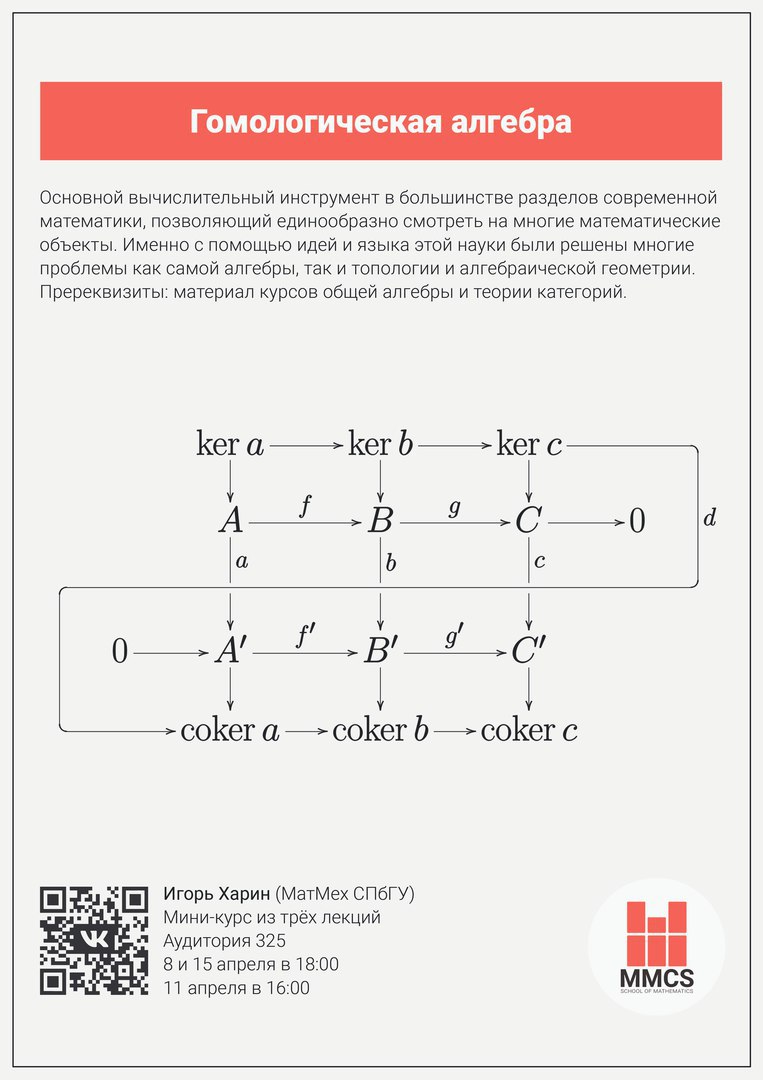 Гомологическая алгебра
Основной вычислительный инструмент в большинстве разделов современной
математики, позволяющий единообразно смотреть на многие математические
объекты. Именно с помощью идей и языка этой науки были решены многие
проблемы как самой алгебры, так и топологии и алгебраической геометрии.
Пререквизиты: материал курсов общей алгебры и теории категорий.
ker a ker b ker c
f g
A B C 0 d
a b c
f′ g′
0 A′ B′ C′
coker a coker b coker c
Игорь Харин (МатМех СПбГУ)
Мини-курс из трёх лекций
Аудитория 325
8 и 15 апреля в 18:00
11 апреля в 16:00
MMCS
SCHOOL OF MATHEMATICS